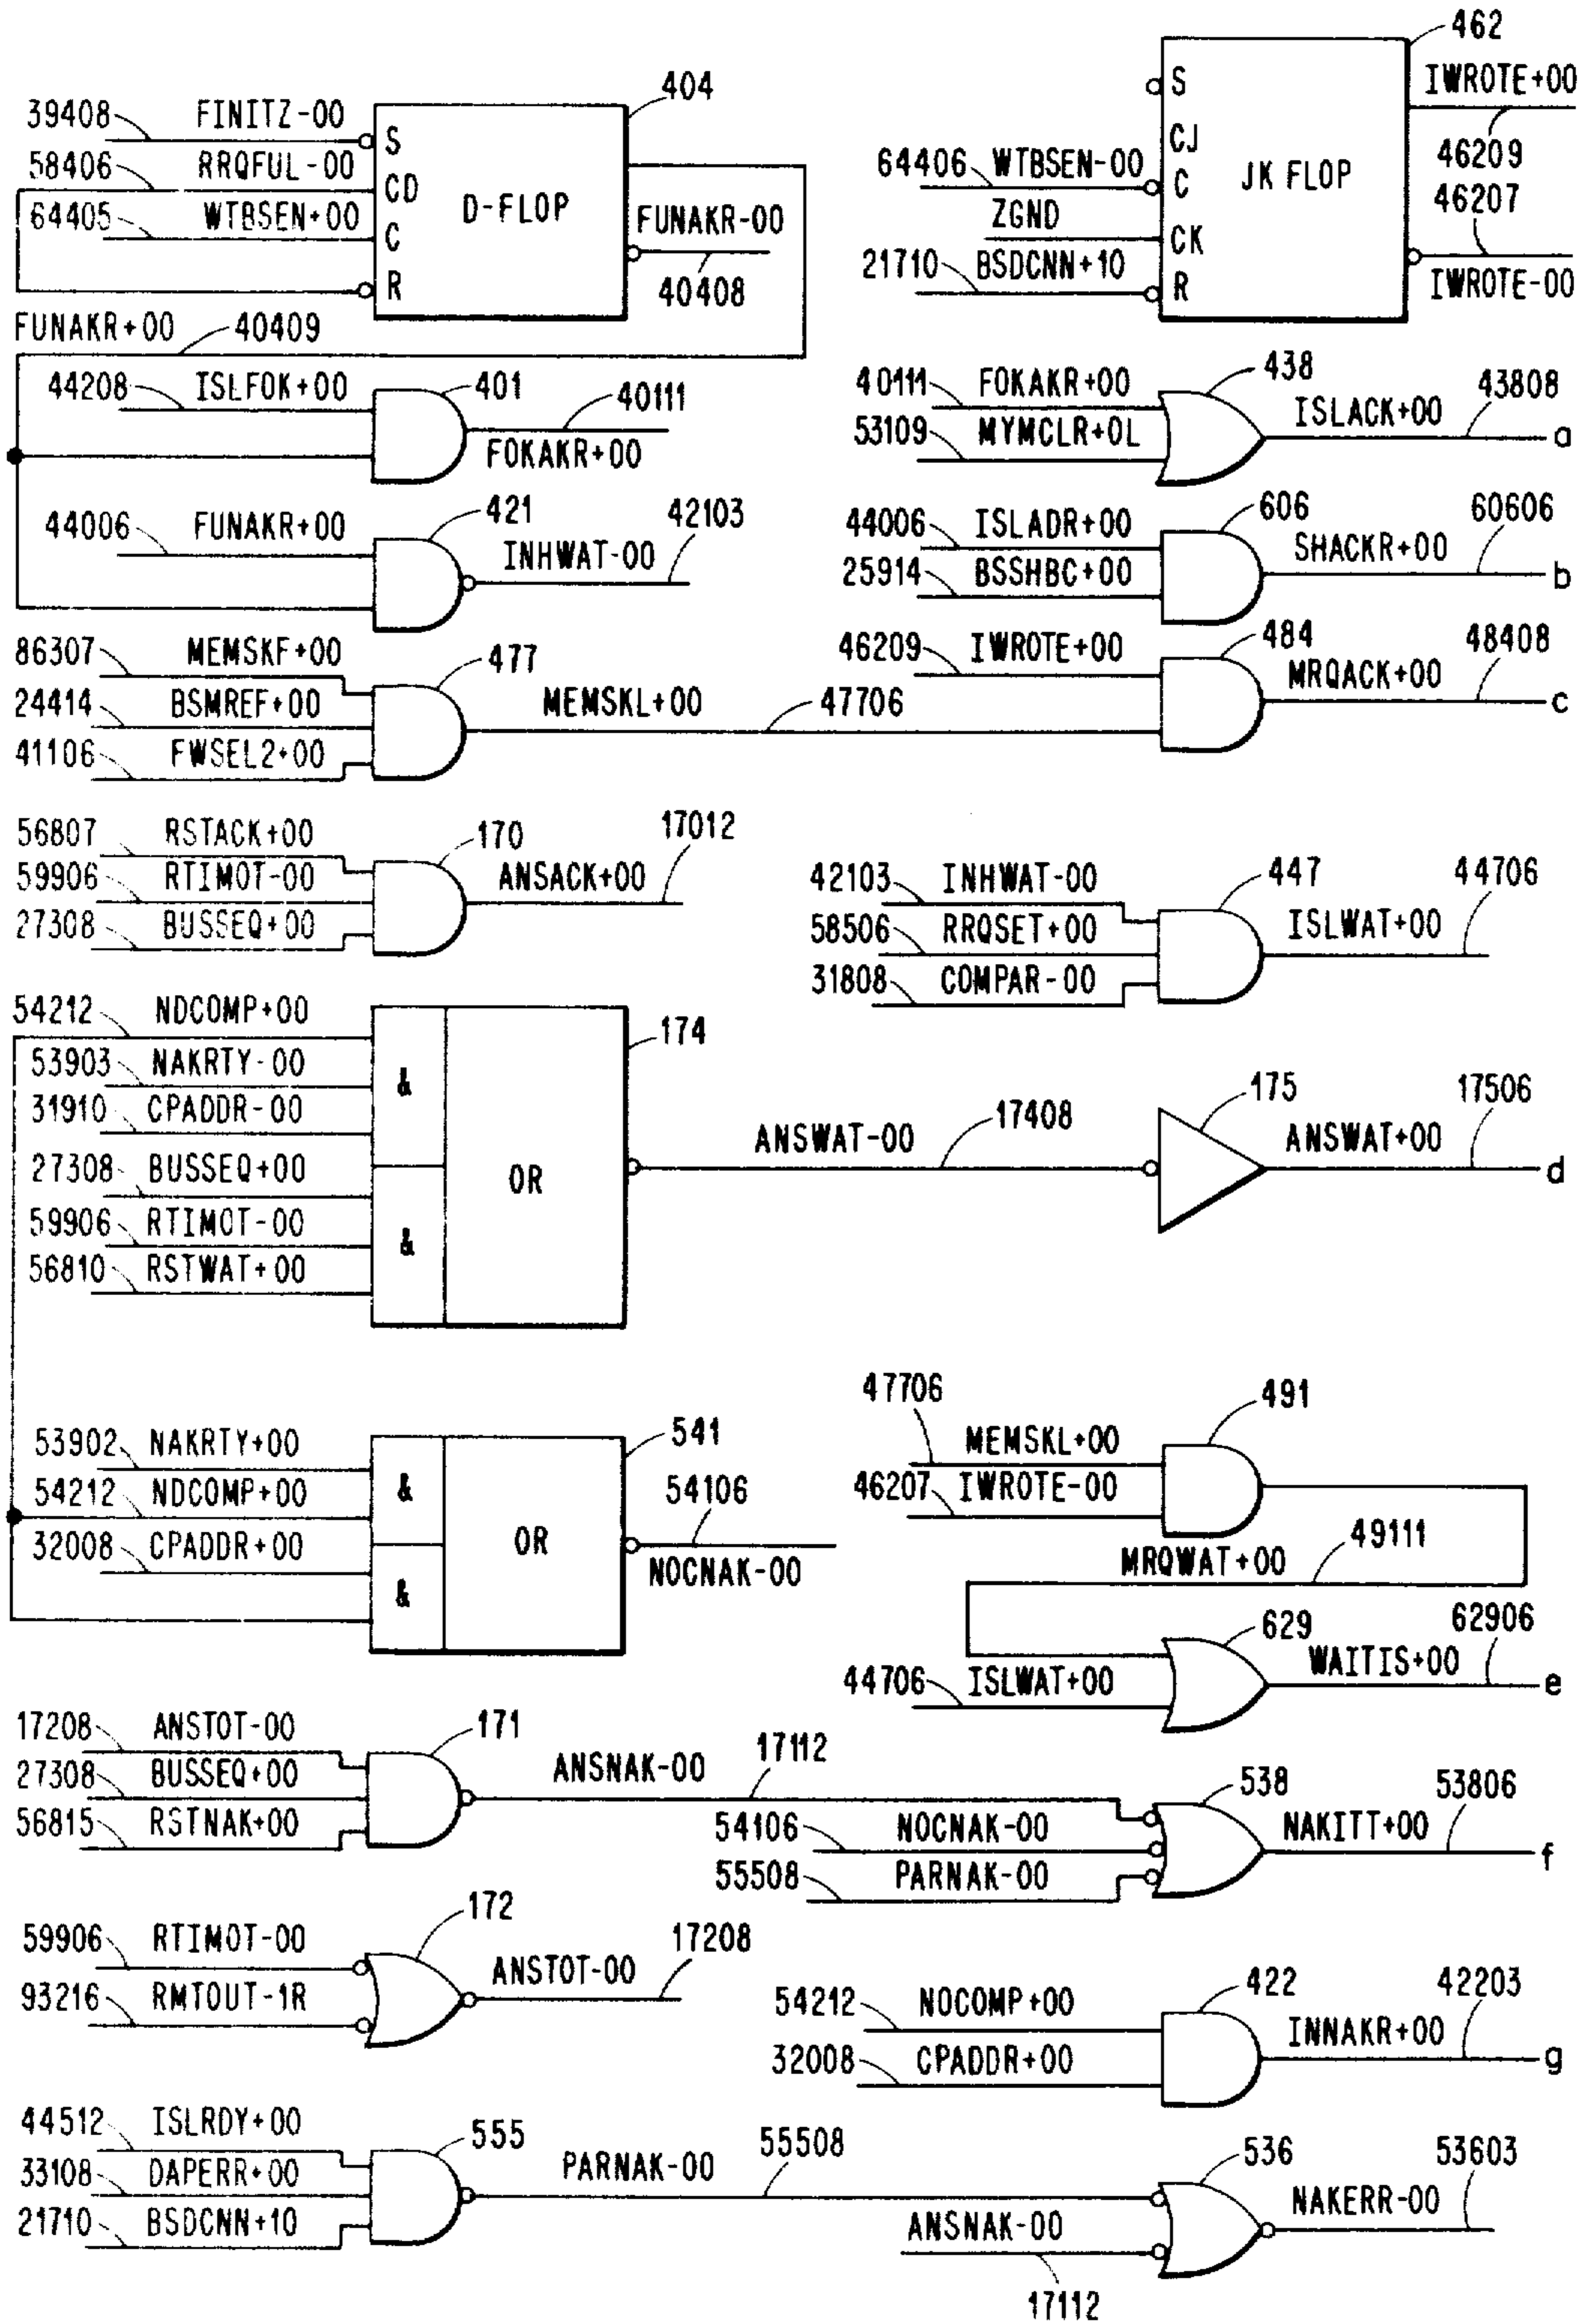 462
IWROTE+00
S
404
39408 FINITZ-00
S
CJ
46209
58406 RRQFUL-00
CD
64406 WTBSEN-00
C
JK FLOP
46207
64405 WTBSEN+00
C
D-FLOP
FUNAKR-00
ZGND
CK
R
40408
21710 BSDCNN+10
R
IWROTE-00
FUNAKR+00 40409
44208 ISLFOK+00
401
40111
FOKAKR+00
40111 FOKAKR+00
438
53109 MYMCLR+0L
ISLACK+00
43808
a
44006 FUNAKR+00
421
INHWAT-00
42103
44006 ISLADR+00
606
25914 BSSHBC+00
SHACKR+00
60606
b
86307 MEMSKF+00
477
24414 BSMREF+00
MEMSKL+00
47706
41106 FWSEL2+00
46209 IWROTE+00
484
MRQACK+00
48408
c
56807 RSTACK+00
170
17012
59906 RTIMOT-00
ANSACK+00
27308 BUSSEQ+00
42103 INHWAT-00
447
44706
58506 RRQSET+00
ISLWAT+00
31808 COMPAR-00
54212 NDCOMP+00
174
53903 NAKRTY-00
&
31910 CPADDR-00
27308 BUSSEQ+00
OR
ANSWAT-00
17408
175
17506
ANSWAT+00
d
59906 RTIMOT-00
&
56810 RSTWAT+00
53902 NAKRTY+00
541
54212 NDCOMP+00
&
54106
32008 CPADDR+00
OR
NOCNAK-00
&
47706
491
MEMSKL+00
46207 IWROTE-00
MRQWAT+00
49111
629
62906
44706 ISLWAT+00
WAITIS+00
e
17208 ANSTOT-00
171
17112
27308 BUSSEQ+00
ANSNAK-00
56815 RSTNAK+00
538
53806
54106 NOCNAK-00
NAKITT+00
f
55508 PARNAK-00
59906 RTIMOT-00
172
17208
93216 RMTOUT-1R
ANSTOT-00
54212 NOCOMP+00
422
42203
32008 CPADDR+00
INNAKR+00
g
44512 ISLRDY+00
555
55508
33108 DAPERR+00
PARNAK-00
21710 BSDCNN+10
536
53603
ANSNAK-00
NAKERR-00
17112